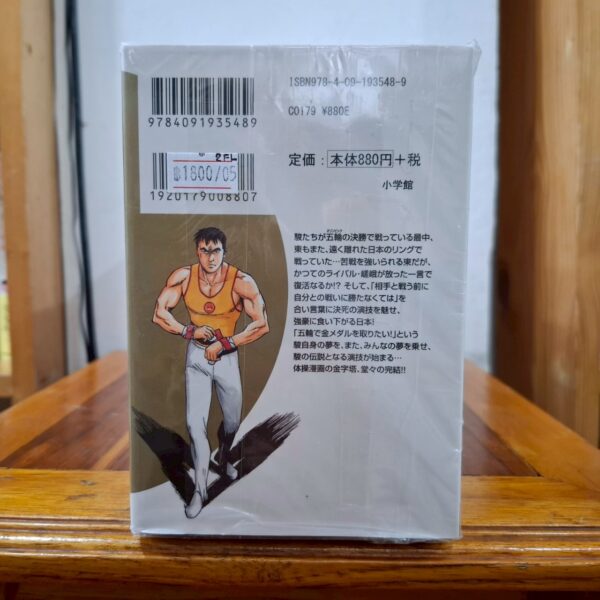 ISBN978-4-09-193548-9
C0179 ¥880E
9784091935489
定価：本体880円+税
小学館
1800/05
1920179008807
駿たちが五輪の決勝で戦っている最中、
東もまた、遠く離れた日本のリングで
戦っていた…苦戦を強いられる東だが、
かつてのライバル・嵯峨が放った一言で
復活なるか!? そして、「相手と戦う前に
自分との戦いに勝たなくては」を
合い言葉に決死の演技を魅せ、
強豪に食い下がる日本!
「五輪で金メダルを取りたい!」という
駿自身の夢を、また、みんなの夢を乗せ、
駿の伝説となる演技が始まる…
体操漫画の金字塔、堂々の完結!!